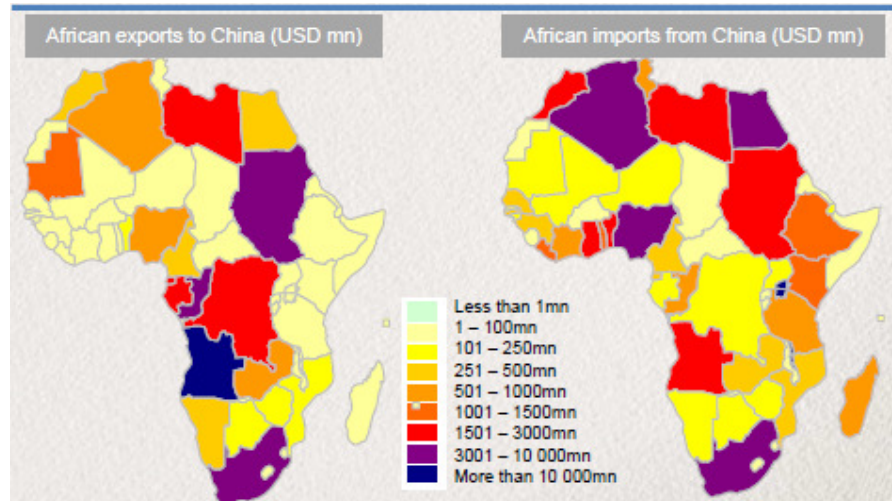 African exports to China (USD mn)
African imports from China (USD mn)
Less than 1mn
1 – 100mn
101 – 250mn
251 – 500mn
501 – 1000mn
1001 – 1500mn
1501 – 3000mn
3001 – 10 000mn
More than 10 000mn